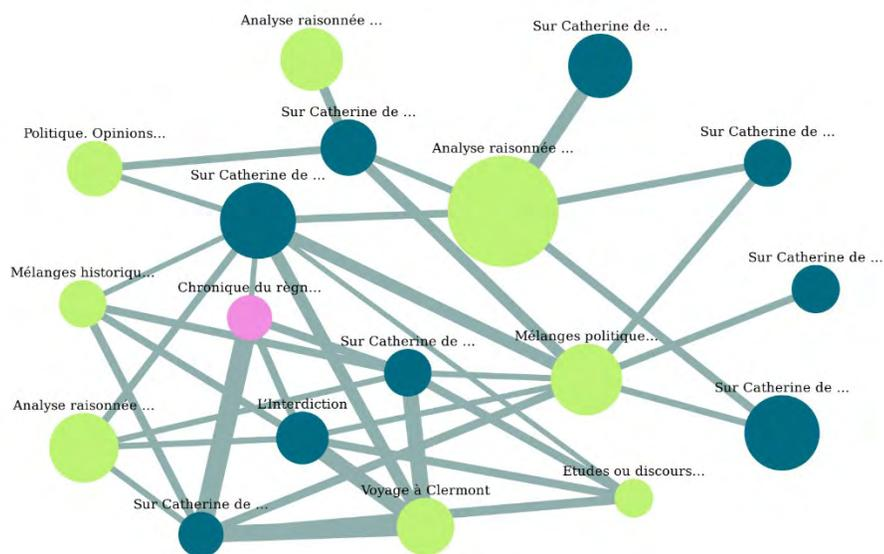 Analyse raisonnée ...
Sur Catherine de ...
Sur Catherine de ...
Politique. Opinions...
Analyse raisonnée ...
Sur Catherine de ...
Sur Catherine de ...
Sur Catherine de ...
Mélanges historiqu...
Chronique du règn...
Sur Catherine de ...
Mélanges politique...
Sur Catherine de ...
Analyse raisonnée ...
L'Interdiction
Etudes ou discours...
Voyage à Clermont
Sur Catherine de ...